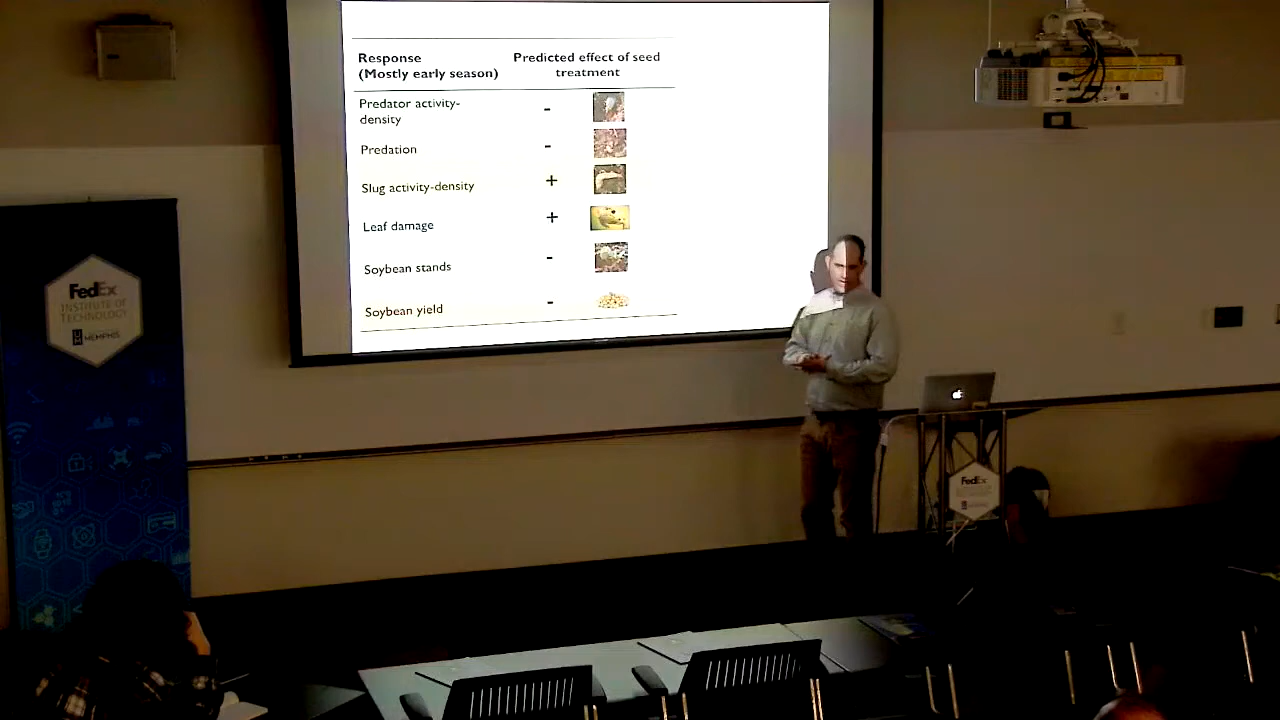 Response
(Mostly early season)
Predicted effect of seed
treatment
Predator activity-
density
-
Predation
-
Slug activity-density
+
Leaf damage
+
Soybean stands
-
Soybean yield
-
FedEx
INSTITUTE OF
TECHNOLOGY
MEMPHIS
FedEx